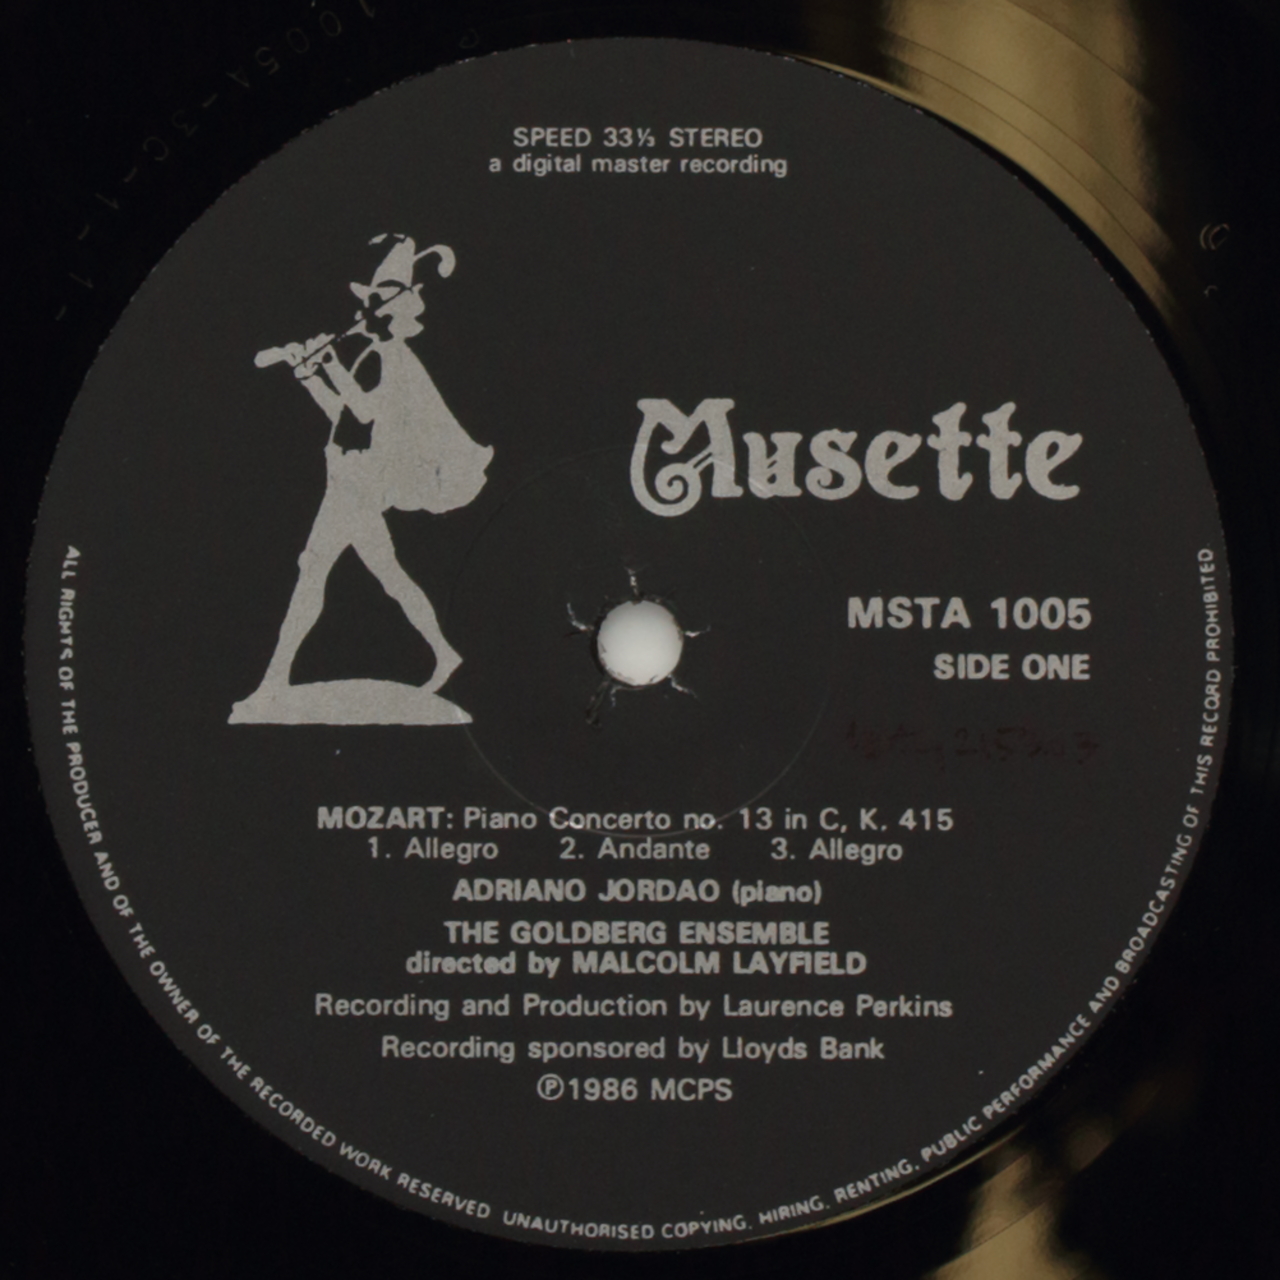 SPEED 33⅓ STEREO
a digital master recording
Musette
MSTA 1005
SIDE ONE
MOZART: Piano Concerto no. 13 in C, K. 415
1. Allegro 2. Andante 3. Allegro
ADRIANO JORDAO (piano)
THE GOLDBERG ENSEMBLE
directed by MALCOLM LAYFIELD
Recording and Production by Laurence Perkins
Recording sponsored by Lloyds Bank
Ⓟ1986 MCPS
ALL RIGHTS OF THE PRODUCER AND OF THE OWNER OF THE RECORDED WORK RESERVED UNAUTHORISED COPYING, HIRING, RENTING, PUBLIC PERFORMANCE AND BROADCASTING OF THIS RECORD PROHIBITED